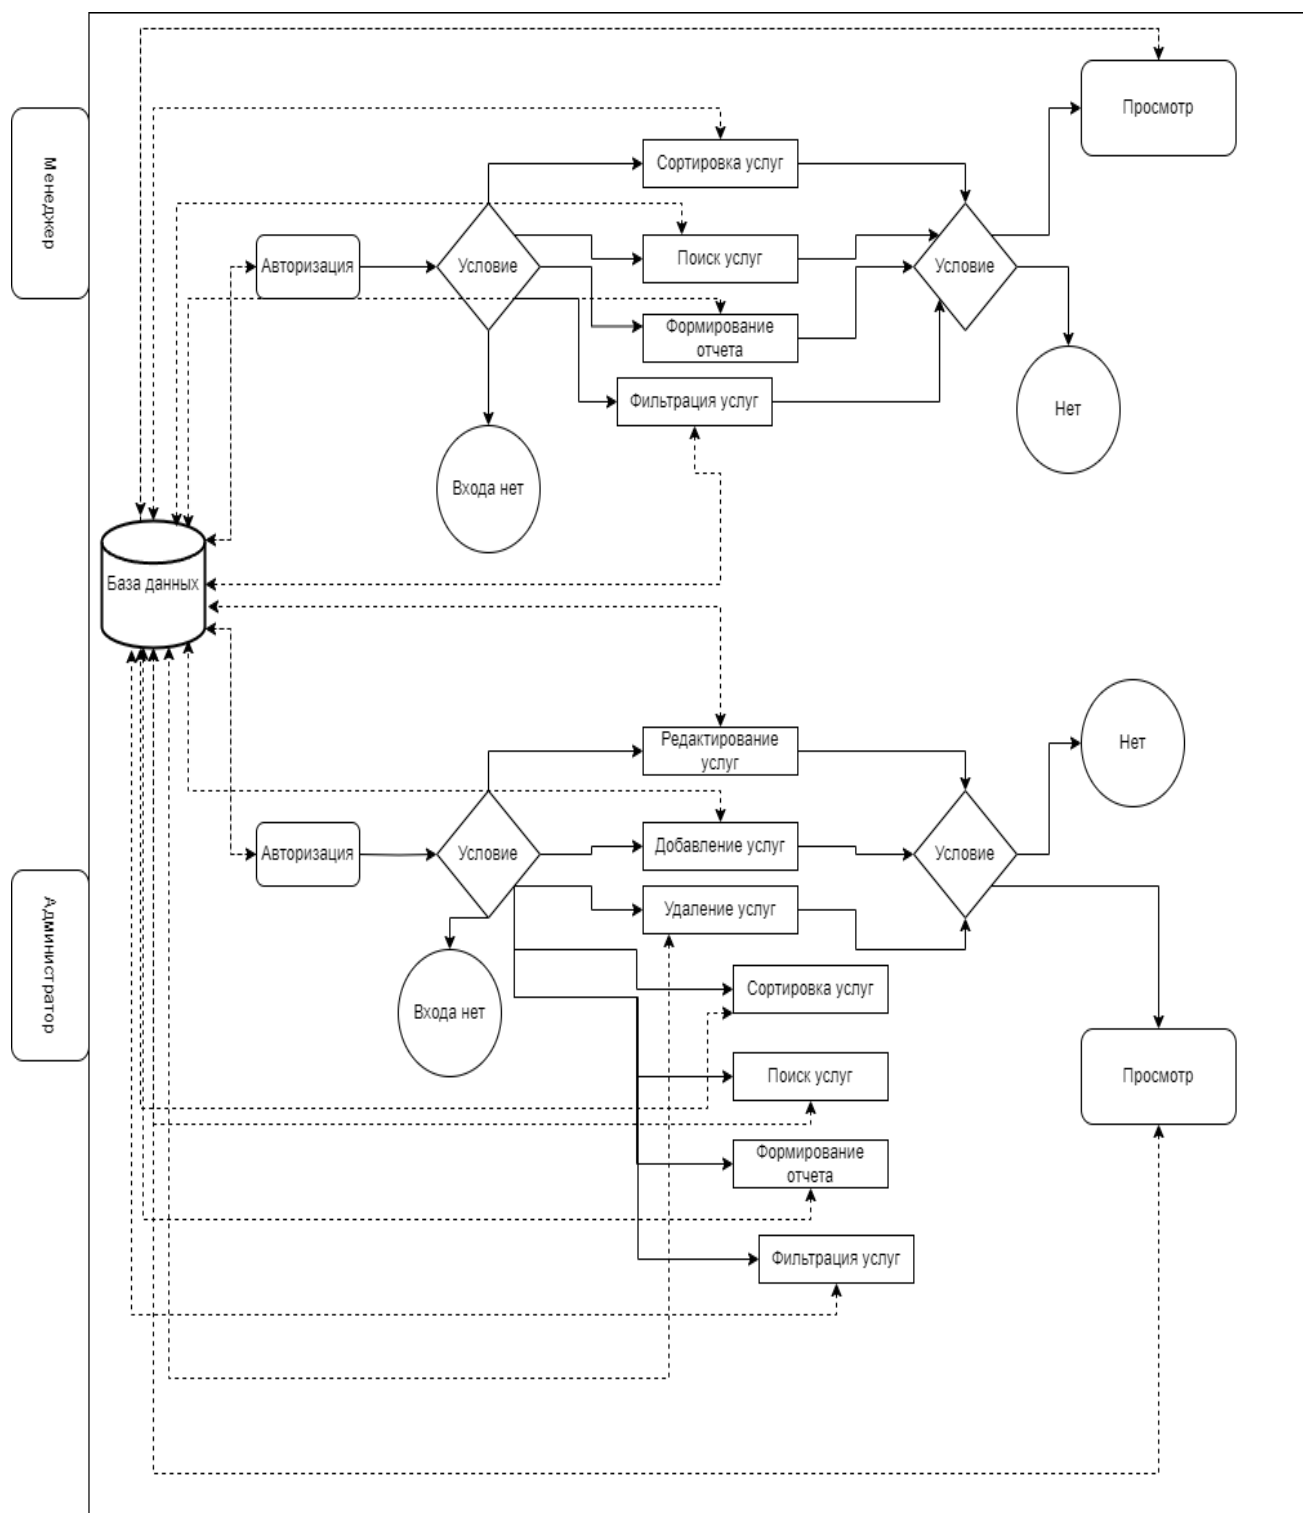 Менеджер
Просмотр
Сортировка услуг
Авторизация
Условие
Поиск услуг
Условие
Формирование
отчета
Фильтрация услуг
Нет
Входа нет
База данных
Нет
Редактирование
услуг
Авторизация
Условие
Добавление услуг
Условие
Администратор
Удаление услуг
Входа нет
Сортировка услуг
Поиск услуг
Просмотр
Формирование
отчета
Фильтрация услуг